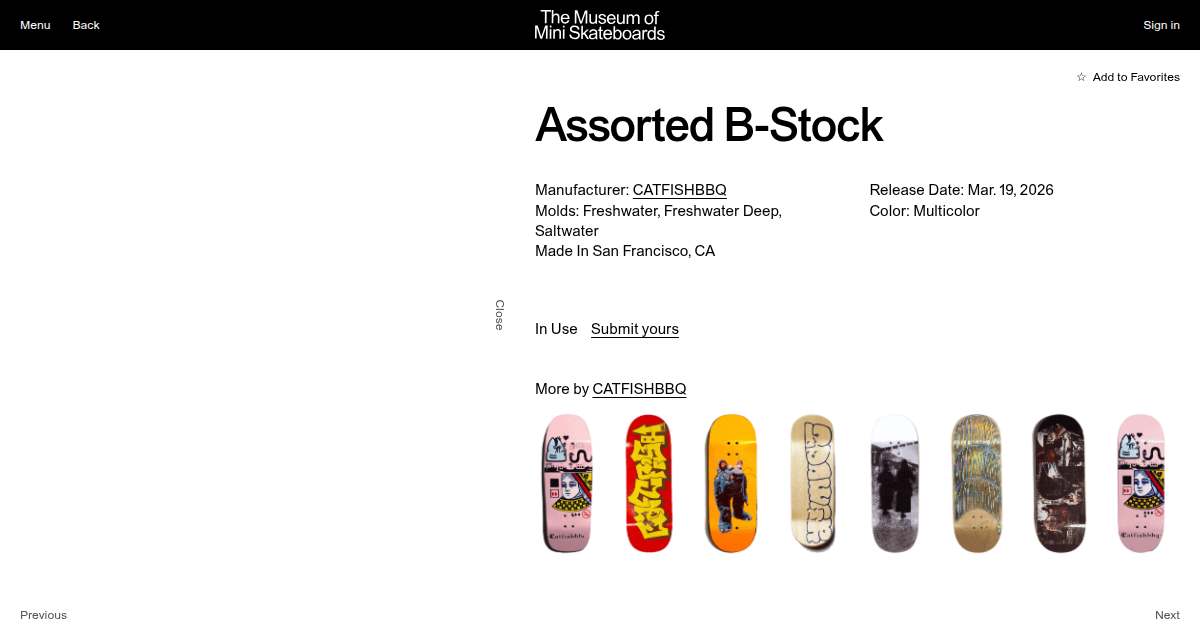 Menu
Back
The Museum of
Mini Skateboards
Sign in
☆ Add to Favorites
Assorted B-Stock
Manufacturer: CATFISHBBQ
Molds: Freshwater, Freshwater Deep,
Saltwater
Made In San Francisco, CA
Release Date: Mar. 19, 2026
Color: Multicolor
Close
In Use Submit yours
More by CATFISHBBQ
Catfishbbq
Previous
Next